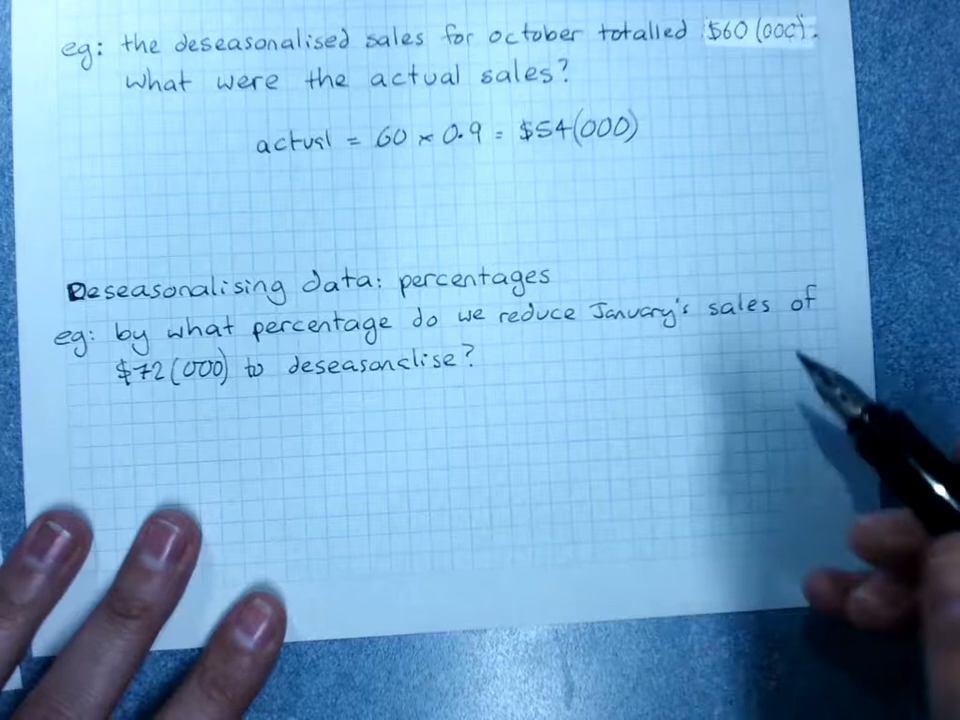 eg: the deseasonalised sales for october totalled $60(000).
What were the actual sales?
actual = 60 × 0.9 = $54(000)
Deseasonalising data: percentages
eg: by what percentage do we reduce January's sales of
$72(000) to deseasonalise?